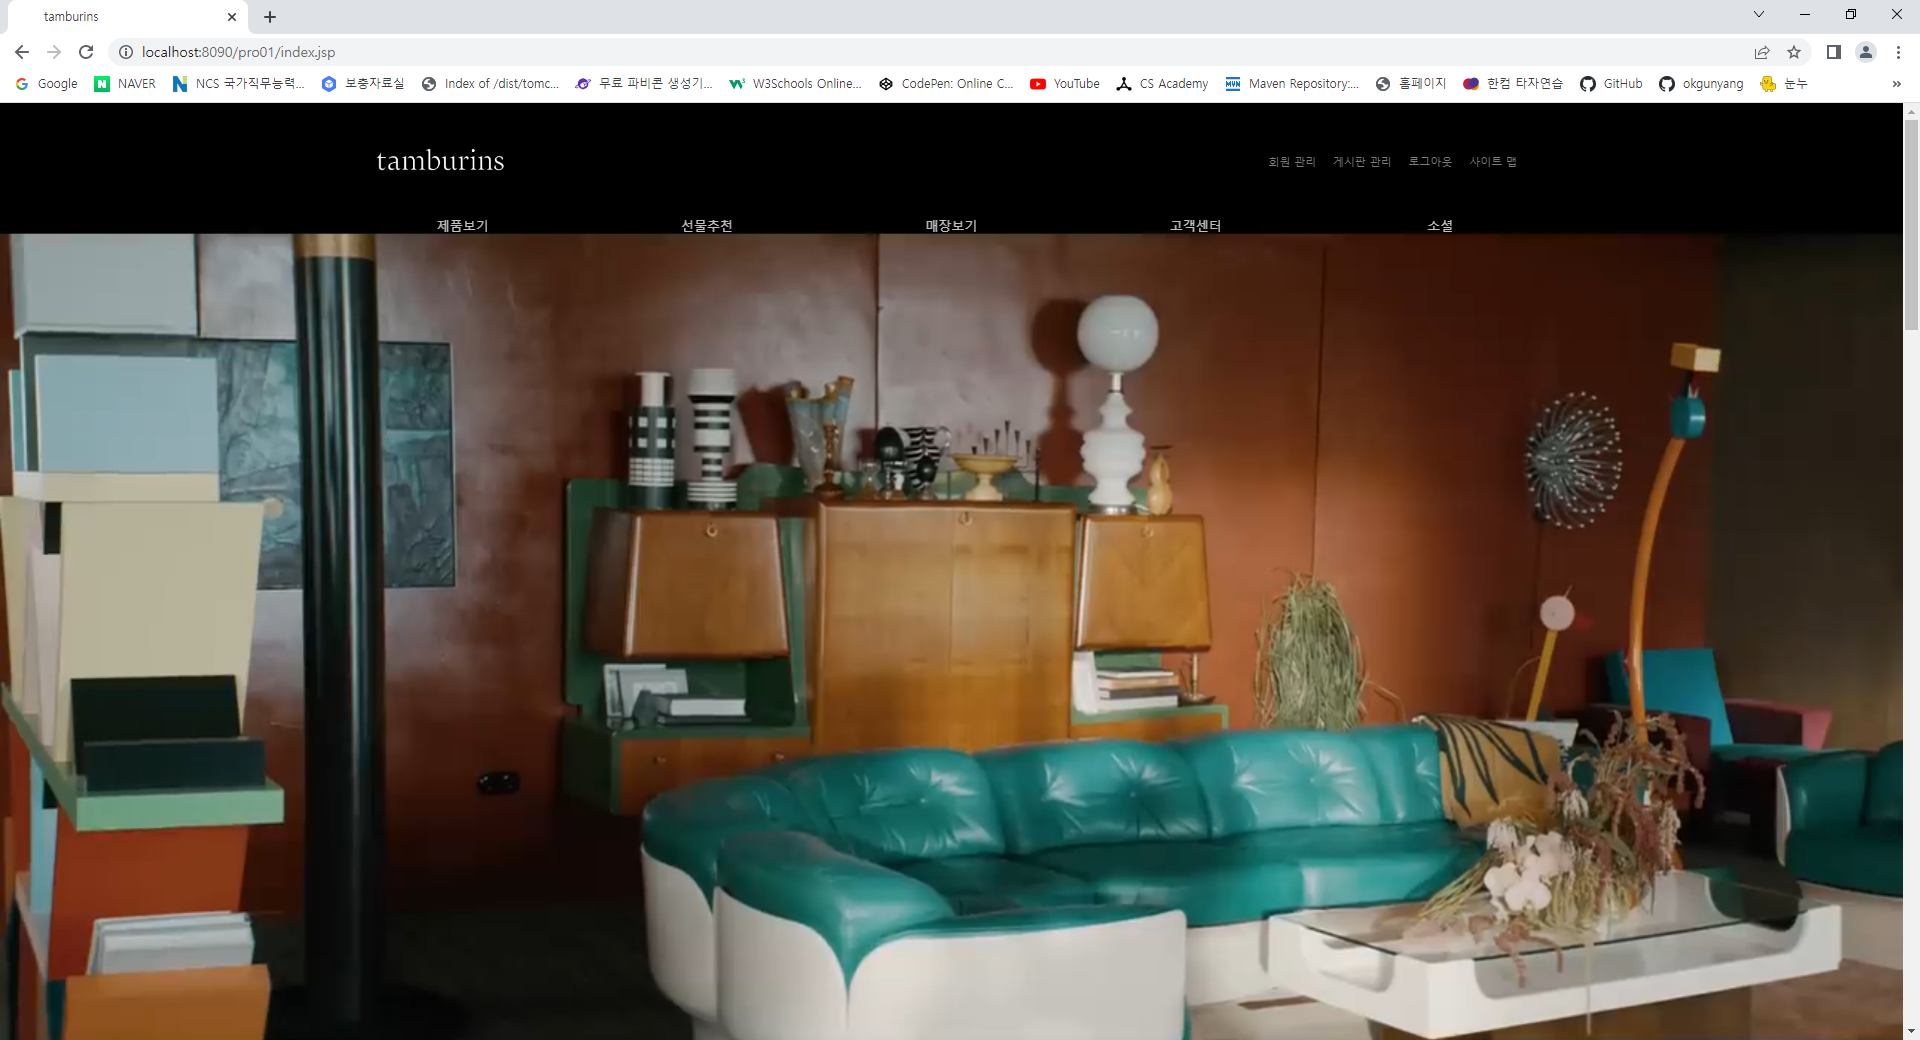 tamburins
localhost:8090/pro01/index.jsp
Google NAVER NCS 국가직무능력... 보충자료실 Index of /dist/tomc... 무료 파비콘 생성기... W3Schools Online... CodePen: Online C... YouTube CS Academy Maven Repository:... 홈페이지 한컴 타자연습 GitHub okgunyang 눈누 »
tamburins
회원 관리 게시판 관리 로그아웃 사이트 맵
제품보기 선물추천 매장보기 고객센터 소셜